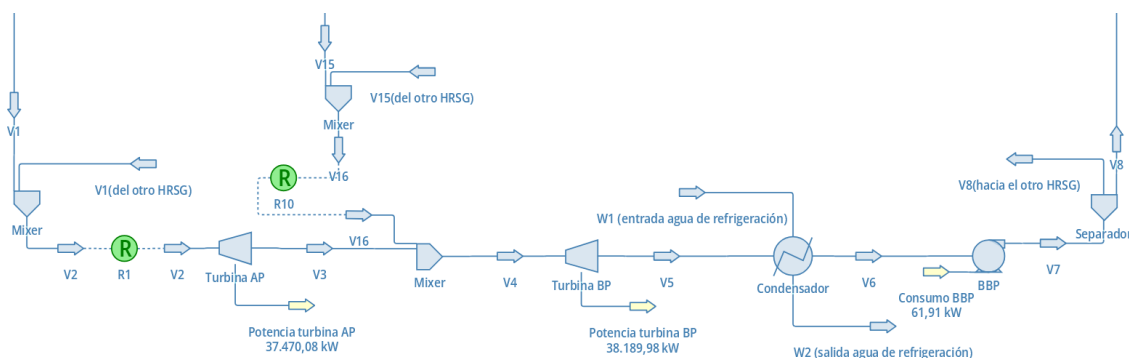 V15
V15(del otro HRSG)
Mixer
V1
V16
V8
V1(del otro HRSG)
V8(hacia el otro HRSG)
R
R10
W1 (entrada agua de refrigeración)
Mixer
Separador
R
V16
V2
R1
V2
Turbina AP
V3
Mixer
V4
Turbina BP
V5
Condensador
V6
BBP
V7
Consumo BBP
61,91 kW
Potencia turbina AP
37.470,08 kW
Potencia turbina BP
38.189,98 kW
W2 (salida agua de refrigeración)